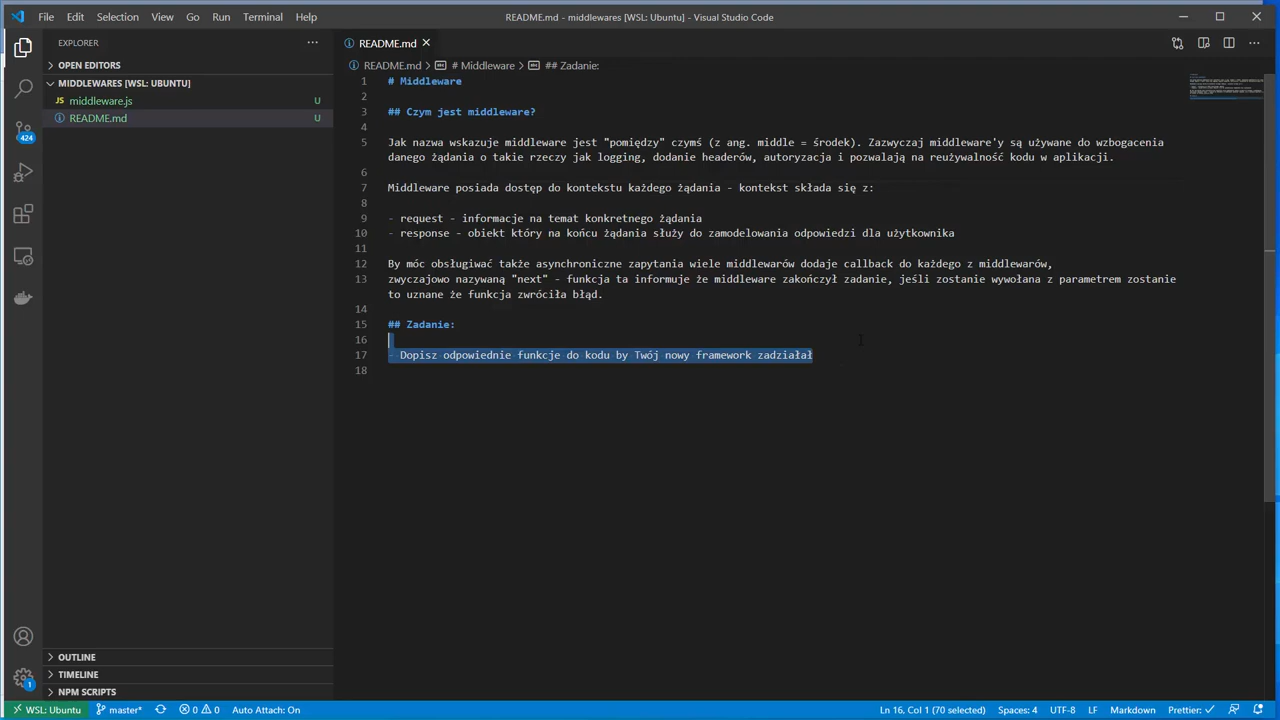 File Edit Selection View Go Run Terminal Help
README.md - middlewares [WSL: Ubuntu] - Visual Studio Code
EXPLORER
OPEN EDITORS
MIDDLEWARES [WSL: UBUNTU]
middleware.js U
README.md U
424
OUTLINE
TIMELINE
NPM SCRIPTS
1
README.md
README.md > # Middleware > ## Zadanie:
1 # Middleware
2
3 ## Czym jest middleware?
4
5 Jak nazwa wskazuje middleware jest "pomiędzy" czymś (z ang. middle = środek). Zazwyczaj middleware'y są używane do wzbogacenia
danego żądania o takie rzeczy jak logging, dodanie headerów, autoryzacja i pozwalają na reużywalność kodu w aplikacji.
6
7 Middleware posiada dostęp do kontekstu każdego żądania - kontekst składa się z:
8
9 - request - informacje na temat konkretnego żądania
10 - response - obiekt który na końcu żądania służy do zamodelowania odpowiedzi dla użytkownika
11
12 By móc obsługiwać także asynchroniczne zapytania wiele middlewarów dodaje callback do każdego z middlewarów,
13 zwyczajowo nazywaną "next" - funkcja ta informuje że middleware zakończył zadanie, jeśli zostanie wywołana z parametrem zostanie
to uznane że funkcja zwróciła błąd.
14
15 ## Zadanie:
16
17 - Dopisz odpowiednie funkcje do kodu by Twój nowy framework zadziałał
18
WSL: Ubuntu master* 0 0 Auto Attach: On
Ln 16, Col 1 (70 selected) Spaces: 4 UTF-8 LF Markdown Prettier: ✓